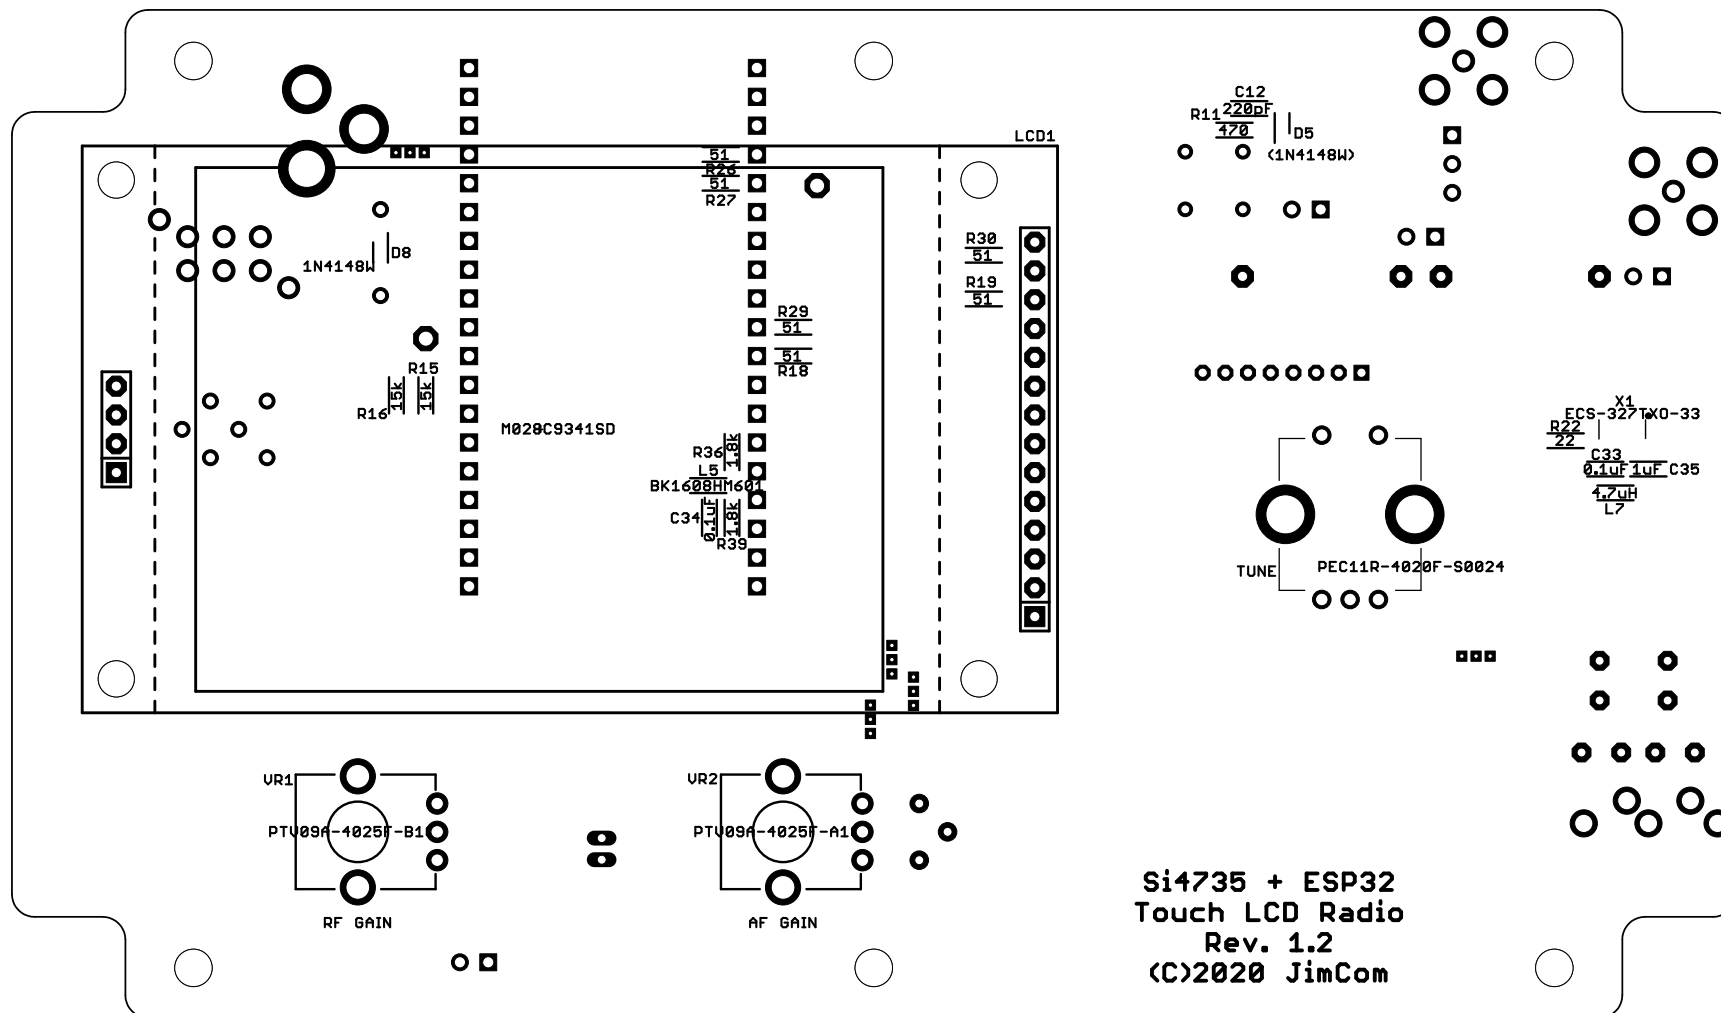 C12
220pF
R11
470
D5
(1N4148W)
LCD1
51
R26
51
R27
R30
51
D8
1N4148W
R19
51
R29
51
51
R18
R15
15k
15k
R16
X1
ECS-327TXO-33
R22
22
M028C9341SD
1.8k
R36
C33
0.1uF
1uF
C35
L5
BK1608HM601
4.7uH
L7
C34
0.1uF
1.8k
R39
TUNE
PEC11R-4020F-S0024
VR1
PTV09A-4025F-B1
RF GAIN
VR2
PTV09A-4025F-A1
AF GAIN
Si4735 + ESP32
Touch LCD Radio
Rev. 1.2
(C)2020 JimCom